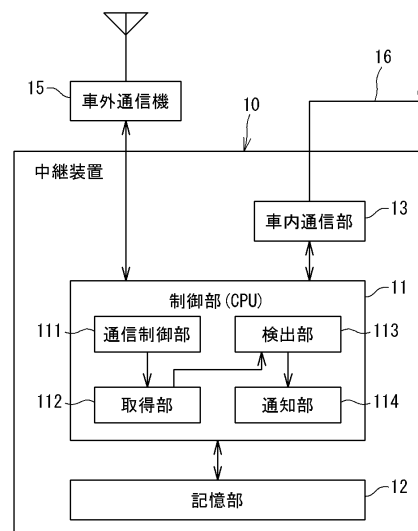 15
車外通信機
16
10
中継装置
車内通信部
13
制御部(CPU)
11
111
通信制御部
検出部
113
112
取得部
通知部
114
記憶部
12